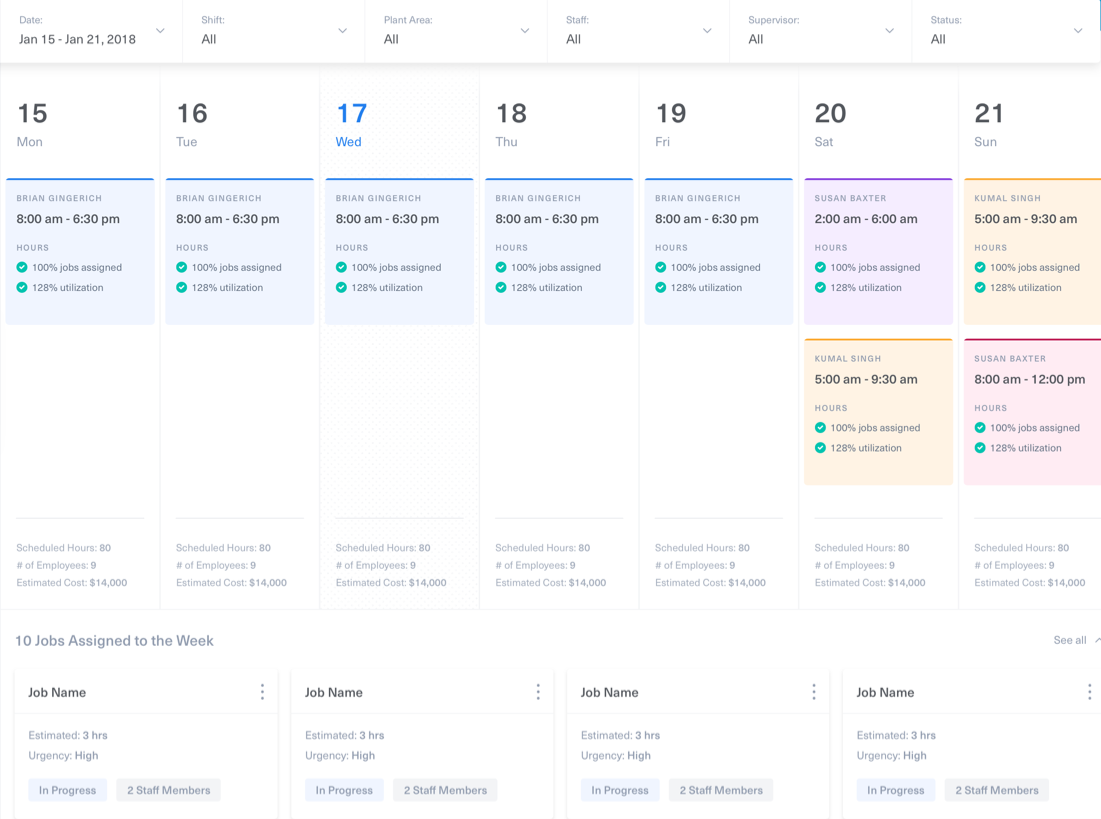 Date:
Jan 15 - Jan 21, 2018
Shift:
All
Plant Area:
All
Staff:
All
Supervisor:
All
Status:
All
15
Mon
16
Tue
17
Wed
18
Thu
19
Fri
20
Sat
21
Sun
BRIAN GINGERICH
8:00 am - 6:30 pm
HOURS
100% jobs assigned
128% utilization
BRIAN GINGERICH
8:00 am - 6:30 pm
HOURS
100% jobs assigned
128% utilization
BRIAN GINGERICH
8:00 am - 6:30 pm
HOURS
100% jobs assigned
128% utilization
BRIAN GINGERICH
8:00 am - 6:30 pm
HOURS
100% jobs assigned
128% utilization
BRIAN GINGERICH
8:00 am - 6:30 pm
HOURS
100% jobs assigned
128% utilization
SUSAN BAXTER
2:00 am - 6:00 am
HOURS
100% jobs assigned
128% utilization
KUMAL SINGH
5:00 am - 9:30 am
HOURS
100% jobs assigned
128% utilization
KUMAL SINGH
5:00 am - 9:30 am
HOURS
100% jobs assigned
128% utilization
SUSAN BAXTER
8:00 am - 12:00 pm
HOURS
100% jobs assigned
128% utilization
Scheduled Hours: 80
# of Employees: 9
Estimated Cost: $14,000
Scheduled Hours: 80
# of Employees: 9
Estimated Cost: $14,000
Scheduled Hours: 80
# of Employees: 9
Estimated Cost: $14,000
Scheduled Hours: 80
# of Employees: 9
Estimated Cost: $14,000
Scheduled Hours: 80
# of Employees: 9
Estimated Cost: $14,000
Scheduled Hours: 80
# of Employees: 9
Estimated Cost: $14,000
Scheduled Hours: 80
# of Employees: 9
Estimated Cost: $14,000
10 Jobs Assigned to the Week
See all
Job Name
Estimated: 3 hrs
Urgency: High
In Progress
2 Staff Members
Job Name
Estimated: 3 hrs
Urgency: High
In Progress
2 Staff Members
Job Name
Estimated: 3 hrs
Urgency: High
In Progress
2 Staff Members
Job Name
Estimated: 3 hrs
Urgency: High
In Progress
2 Staff Members